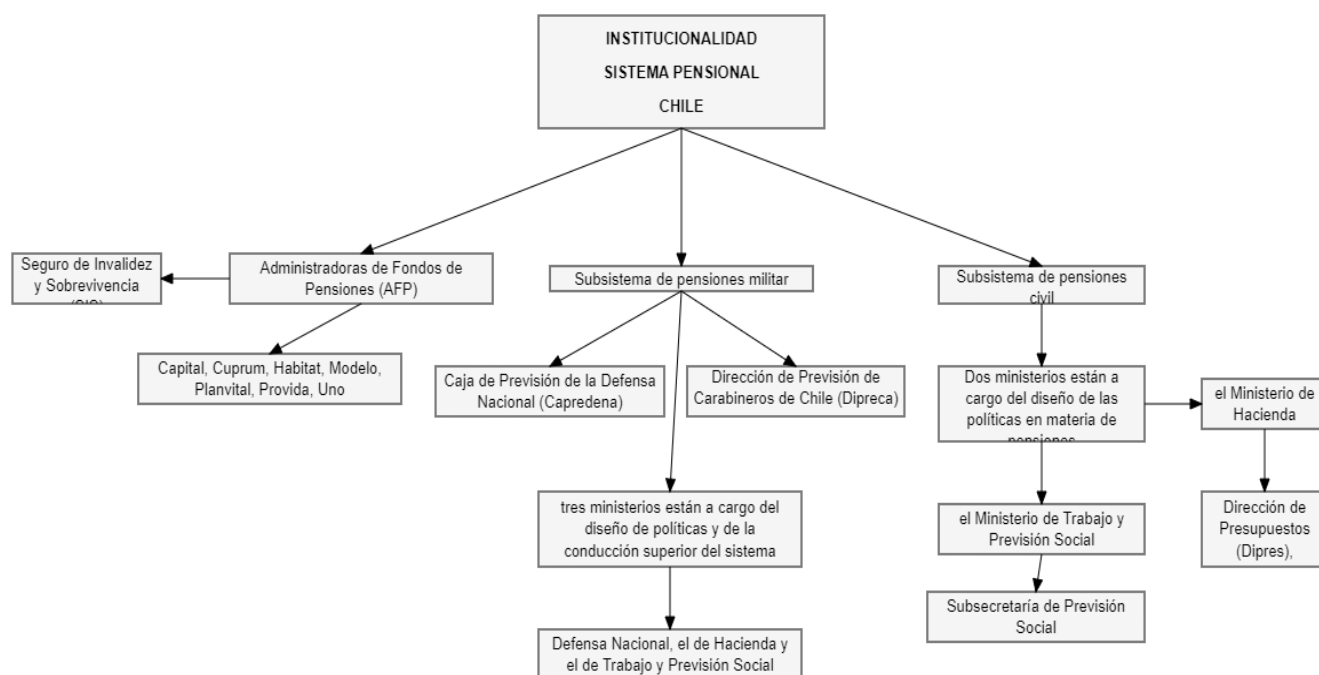 INSTITUCIONALIDAD
SISTEMA PENSIONAL
CHILE
Seguro de Invalidez
y Sobrevivencia
Administradoras de Fondos de
Pensiones (AFP)
Subsistema de pensiones militar
Subsistema de pensiones
civil
Capital, Cuprum, Habitat, Modelo,
Planvital, Provida, Uno
Caja de Previsión de la Defensa
Nacional (Capredena)
Dirección de Previsión de
Carabineros de Chile (Dipreca)
Dos ministerios están a
cargo del diseño de las
políticas en materia de
pensiones
el Ministerio de
Hacienda
tres ministerios están a cargo del
diseño de políticas y de la
conducción superior del sistema
el Ministerio de Trabajo y
Previsión Social
Dirección de
Presupuestos
(Dipres),
Subsecretaría de Previsión
Social
Defensa Nacional, el de Hacienda y
el de Trabajo y Previsión Social